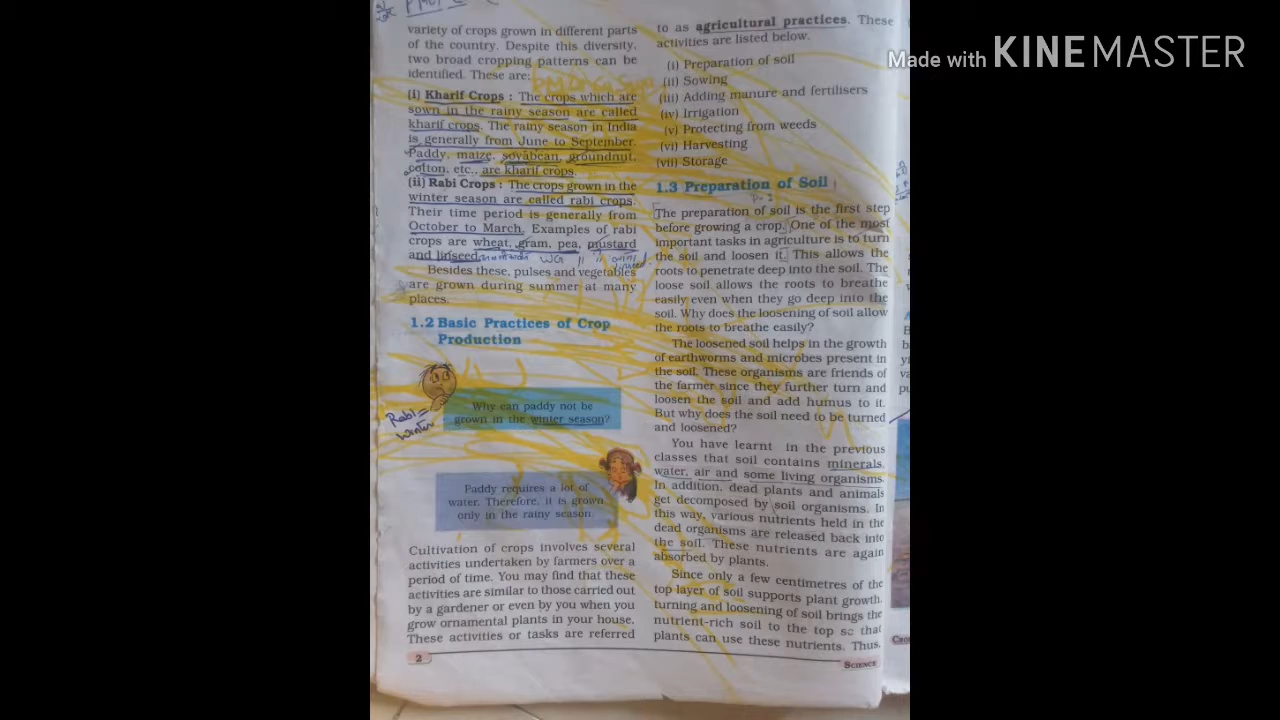 variety of crops grown in different parts
of the country. Despite this diversity,
two broad cropping patterns can be
identified. These are:
(i) Kharif Crops : The crops which are
sown in the rainy season are called
kharif crops. The rainy season in India
is generally from June to September.
Paddy, maize, soyabean, groundnut,
cotton, etc., are kharif crops.
(ii) Rabi Crops : The crops grown in the
winter season are called rabi crops.
Their time period is generally from
October to March. Examples of rabi
crops are wheat, gram, pea, mustard
and linseed.
Besides these, pulses and vegetables
are grown during summer at many
places.
1.2 Basic Practices of Crop
Production
Why can paddy not be
grown in the winter season?
Rabi =
winter
Paddy requires a lot of
water. Therefore, it is grown
only in the rainy season.
Cultivation of crops involves several
activities undertaken by farmers over a
period of time. You may find that these
activities are similar to those carried out
by a gardener or even by you when you
grow ornamental plants in your house.
These activities or tasks are referred
2
to as agricultural practices. These
activities are listed below.
(i) Preparation of soil
(ii) Sowing
(iii) Adding manure and fertilisers
(iv) Irrigation
(v) Protecting from weeds
(vi) Harvesting
(vii) Storage
1.3 Preparation of Soil
The preparation of soil is the first step
before growing a crop. One of the most
important tasks in agriculture is to turn
the soil and loosen it. This allows the
roots to penetrate deep into the soil. The
loose soil allows the roots to breathe
easily even when they go deep into the
soil. Why does the loosening of soil allow
the roots to breathe easily?
The loosened soil helps in the growth
of earthworms and microbes present in
the soil. These organisms are friends of
the farmer since they further turn and
loosen the soil and add humus to it.
But why does the soil need to be turned
and loosened?
You have learnt in the previous
classes that soil contains minerals,
water, air and some living organisms.
In addition, dead plants and animals
get decomposed by soil organisms. In
this way, various nutrients held in the
dead organisms are released back into
the soil. These nutrients are again
absorbed by plants.
Since only a few centimetres of the
top layer of soil supports plant growth,
turning and loosening of soil brings the
nutrient-rich soil to the top so that
plants can use these nutrients. Thus,
SCIENCE
Made with KINEMASTER